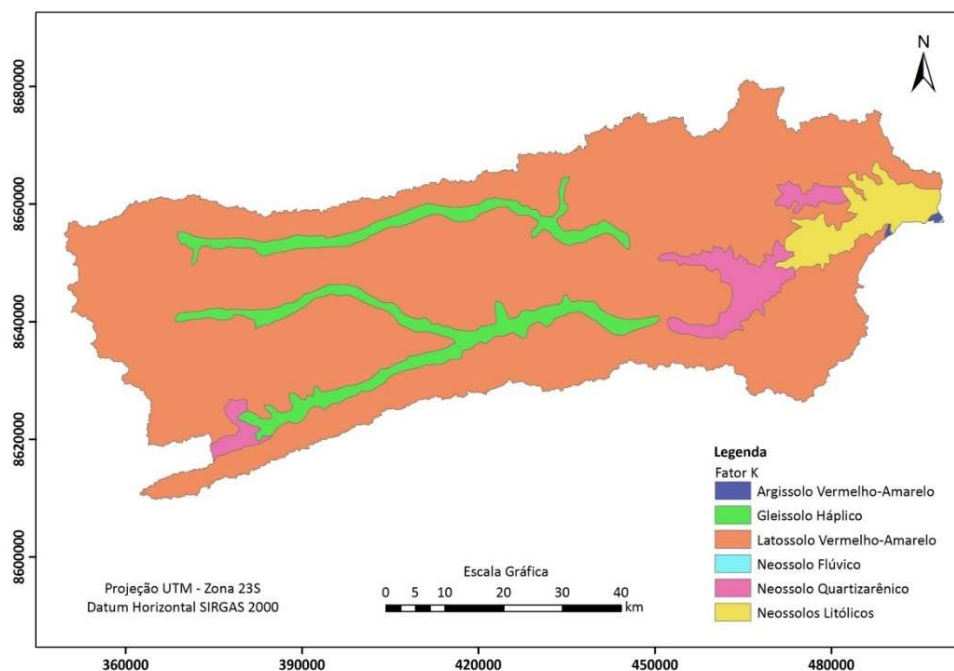 N
8680000
8660000
8640000
8620000
8600000
Legenda
Fator K
Argissolo Vermelho-Amarelo
Gleissolo Háplico
Latossolo Vermelho-Amarelo
Neossolo Flúvico
Neossolo Quartizarênico
Neossolos Litólicos
Projeção UTM - Zona 23S
Datum Horizontal SIRGAS 2000
Escala Gráfica
0 5 10 20 30 40
km
360000 390000 420000 450000 480000